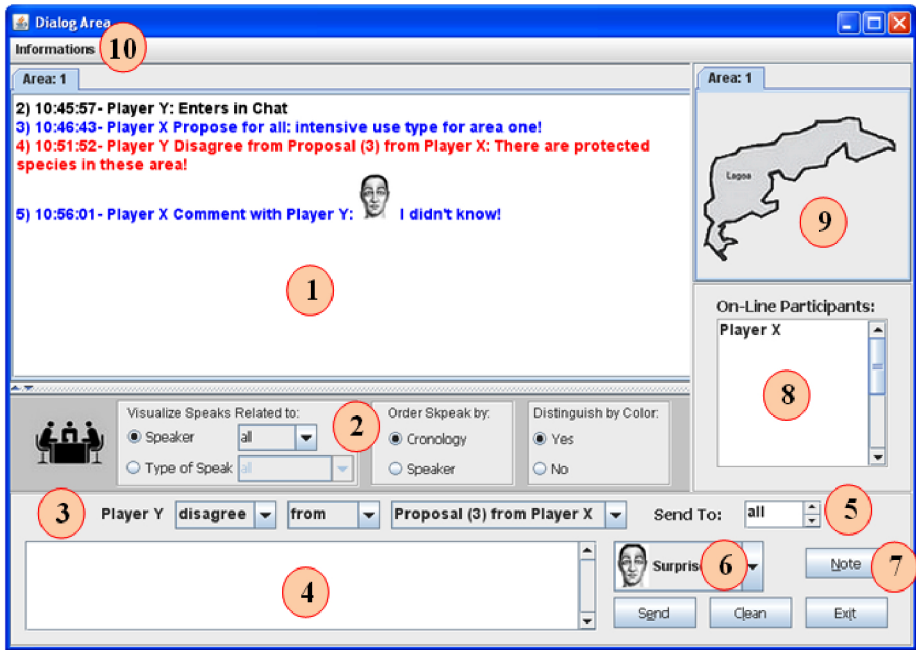 Dialog Area
Informations 10
Area: 1
2) 10:45:57- Player Y: Enters in Chat
3) 10:46:43- Player X Propose for all: intensive use type for area one!
4) 10:51:52- Player Y Disagree from Proposal (3) from Player X: There are protected
species in these area!
5) 10:56:01- Player X Comment with Player Y: I didn't know!
1
Area: 1
Lagoa
9
On-Line Participants:
Player X
8
Visualize Speaks Related to: 2
Speaker all
Type of Speak all
Order Skpeak by:
Cronology
Speaker
Distinguish by Color:
Yes
No
3 Player Y disagree from Proposal (3) from Player X Send To: all 5
4
Surpris 6
Note 7
Send Clean Exit